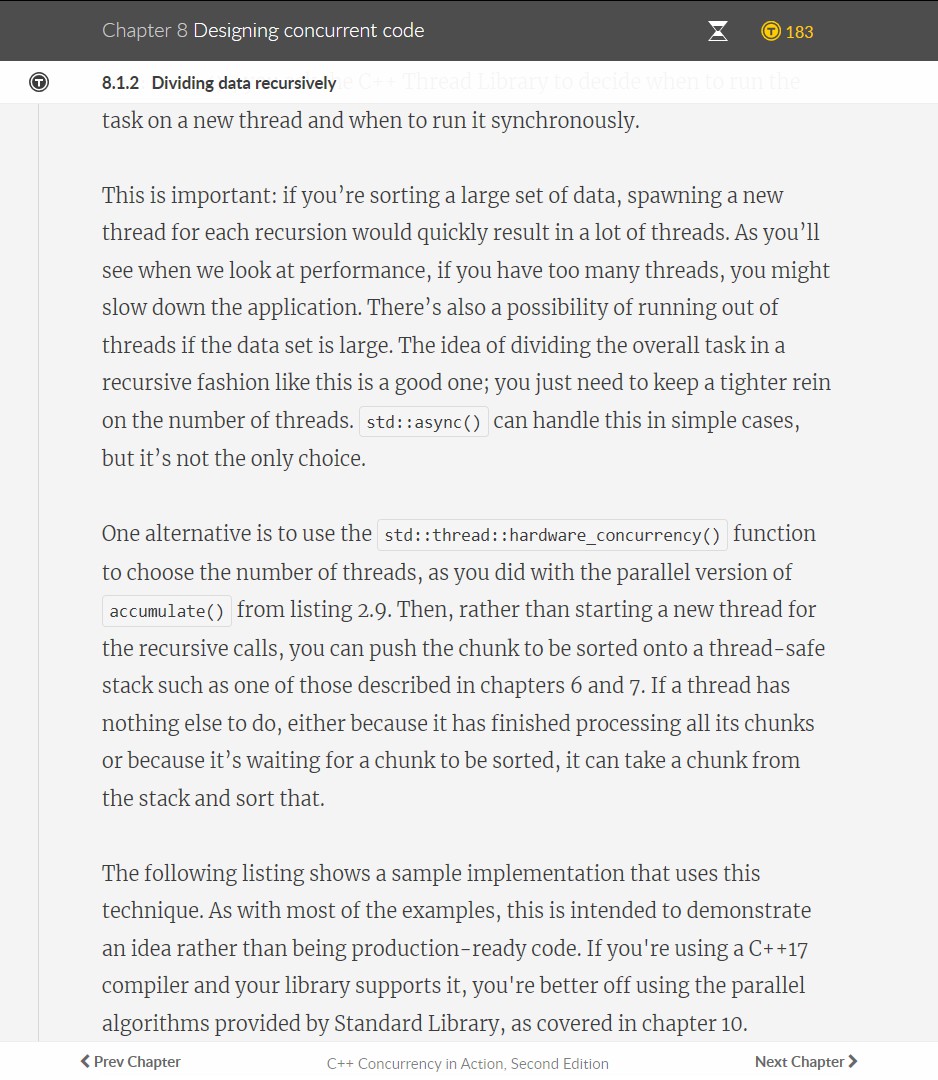 Chapter 8 Designing concurrent code
183
8.1.2 Dividing data recursively
the C++ Thread Library to decide when to run the
task on a new thread and when to run it synchronously.
This is important: if you’re sorting a large set of data, spawning a new
thread for each recursion would quickly result in a lot of threads. As you’ll
see when we look at performance, if you have too many threads, you might
slow down the application. There’s also a possibility of running out of
threads if the data set is large. The idea of dividing the overall task in a
recursive fashion like this is a good one; you just need to keep a tighter rein
on the number of threads. std::async() can handle this in simple cases,
but it’s not the only choice.
One alternative is to use the std::thread::hardware_concurrency() function
to choose the number of threads, as you did with the parallel version of
accumulate() from listing 2.9. Then, rather than starting a new thread for
the recursive calls, you can push the chunk to be sorted onto a thread-safe
stack such as one of those described in chapters 6 and 7. If a thread has
nothing else to do, either because it has finished processing all its chunks
or because it’s waiting for a chunk to be sorted, it can take a chunk from
the stack and sort that.
The following listing shows a sample implementation that uses this
technique. As with most of the examples, this is intended to demonstrate
an idea rather than being production-ready code. If you're using a C++17
compiler and your library supports it, you're better off using the parallel
algorithms provided by Standard Library, as covered in chapter 10.
Prev Chapter
C++ Concurrency in Action, Second Edition
Next Chapter